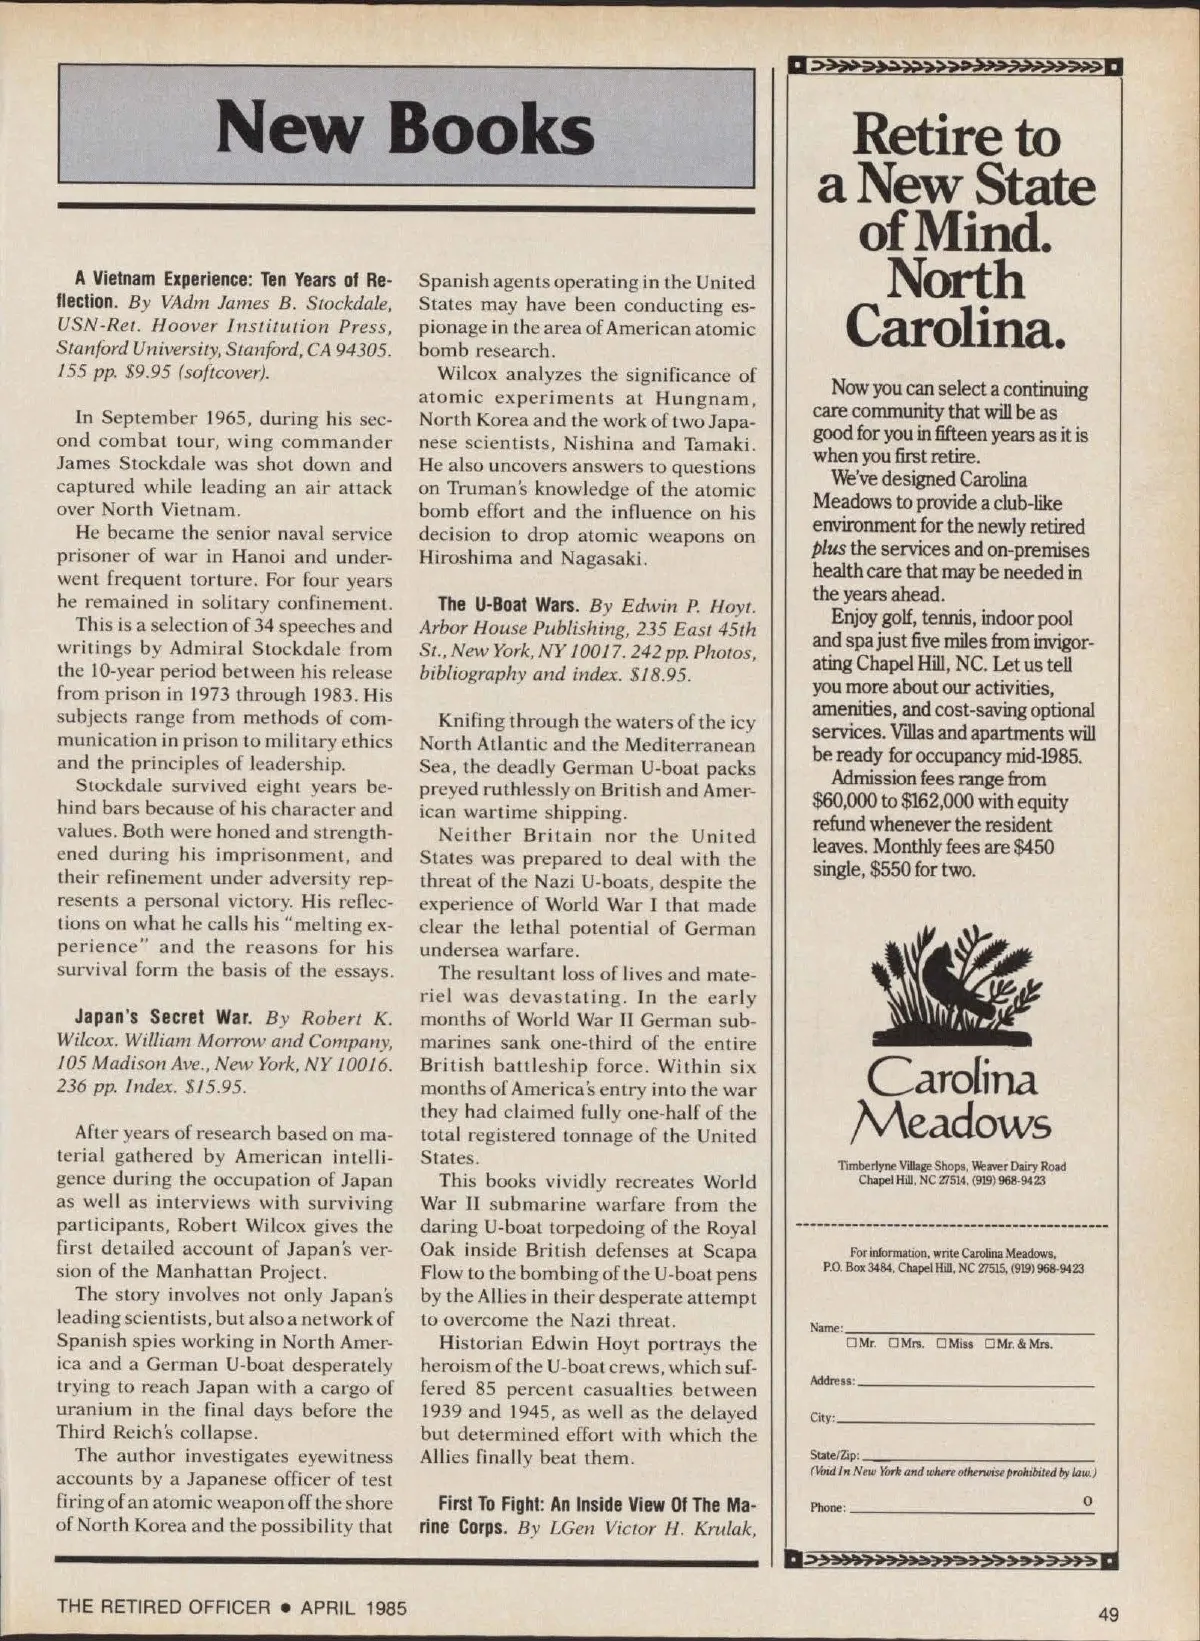 New Books
A Vietnam Experience: Ten Years of Re-
flection. By VAdm James B. Stockdale,
USN-Ret. Hoover Institution Press,
Stanford University, Stanford, CA 94305.
155 pp. $9.95 (softcover).
In September 1965, during his sec-
ond combat tour, wing commander
James Stockdale was shot down and
captured while leading an air attack
over North Vietnam.
He became the senior naval service
prisoner of war in Hanoi and under-
went frequent torture. For four years
he remained in solitary confinement.
This is a selection of 34 speeches and
writings by Admiral Stockdale from
the 10-year period between his release
from prison in 1973 through 1983. His
subjects range from methods of com-
munication in prison to military ethics
and the principles of leadership.
Stockdale survived eight years be-
hind bars because of his character and
values. Both were honed and strength-
ened during his imprisonment, and
their refinement under adversity rep-
resents a personal victory. His reflec-
tions on what he calls his "melting ex-
perience" and the reasons for his
survival form the basis of the essays.
Japan's Secret War. By Robert K.
Wilcox. William Morrow and Company,
105 Madison Ave., New York, NY 10016.
236 pp. Index. $15.95.
After years of research based on ma-
terial gathered by American intelli-
gence during the occupation of Japan
as well as interviews with surviving
participants, Robert Wilcox gives the
first detailed account of Japan's ver-
sion of the Manhattan Project.
The story involves not only Japan's
leading scientists, but also a network of
Spanish spies working in North Amer-
ica and a German U-boat desperately
trying to reach Japan with a cargo of
uranium in the final days before the
Third Reich's collapse.
The author investigates eyewitness
accounts by a Japanese officer of test
firing of an atomic weapon off the shore
of North Korea and the possibility that
Spanish agents operating in the United
States may have been conducting es-
pionage in the area of American atomic
bomb research.
Wilcox analyzes the significance of
atomic experiments at Hungnam,
North Korea and the work of two Japa-
nese scientists, Nishina and Tamaki.
He also uncovers answers to questions
on Truman's knowledge of the atomic
bomb effort and the influence on his
decision to drop atomic weapons on
Hiroshima and Nagasaki.
The U-Boat Wars. By Edwin P. Hoyt.
Arbor House Publishing, 235 East 45th
St., New York, NY 10017. 242 pp. Photos,
bibliography and index. $18.95.
Knifing through the waters of the icy
North Atlantic and the Mediterranean
Sea, the deadly German U-boat packs
preyed ruthlessly on British and Amer-
ican wartime shipping.
Neither Britain nor the United
States was prepared to deal with the
threat of the Nazi U-boats, despite the
experience of World War I that made
clear the lethal potential of German
undersea warfare.
The resultant loss of lives and mate-
riel was devastating. In the early
months of World War II German sub-
marines sank one-third of the entire
British battleship force. Within six
months of America's entry into the war
they had claimed fully one-half of the
total registered tonnage of the United
States.
This books vividly recreates World
War II submarine warfare from the
daring U-boat torpedoing of the Royal
Oak inside British defenses at Scapa
Flow to the bombing of the U-boat pens
by the Allies in their desperate attempt
to overcome the Nazi threat.
Historian Edwin Hoyt portrays the
heroism of the U-boat crews, which suf-
fered 85 percent casualties between
1939 and 1945, as well as the delayed
but determined effort with which the
Allies finally beat them.
First To Fight: An Inside View Of The Ma-
rine Corps. By LGen Victor H. Krulak,
Retire to
a New State
of Mind.
North
Carolina.
Now you can select a continuing
care community that will be as
good for you in fifteen years as it is
when you first retire.
We've designed Carolina
Meadows to provide a club-like
environment for the newly retired
plus the services and on-premises
health care that may be needed in
the years ahead.
Enjoy golf, tennis, indoor pool
and spa just five miles from invigor-
ating Chapel Hill, NC. Let us tell
you more about our activities,
amenities, and cost-saving optional
services. Villas and apartments will
be ready for occupancy mid-1985.
Admission fees range from
$60,000 to $162,000 with equity
refund whenever the resident
leaves. Monthly fees are $450
single, $550 for two.
Carolina
Meadows
Timberlyne Village Shops, Weaver Dairy Road
Chapel Hill, NC 27514, (919) 968-9423
For information, write Carolina Meadows,
P.O. Box 3484, Chapel Hill, NC 27515, (919) 968-9423
Name:
☐ Mr. ☐ Mrs. ☐ Miss ☐ Mr. & Mrs.
Address:
City:
State/Zip:
(Void In New York and where otherwise prohibited by law.)
O
Phone:
THE RETIRED OFFICER • APRIL 1985
49